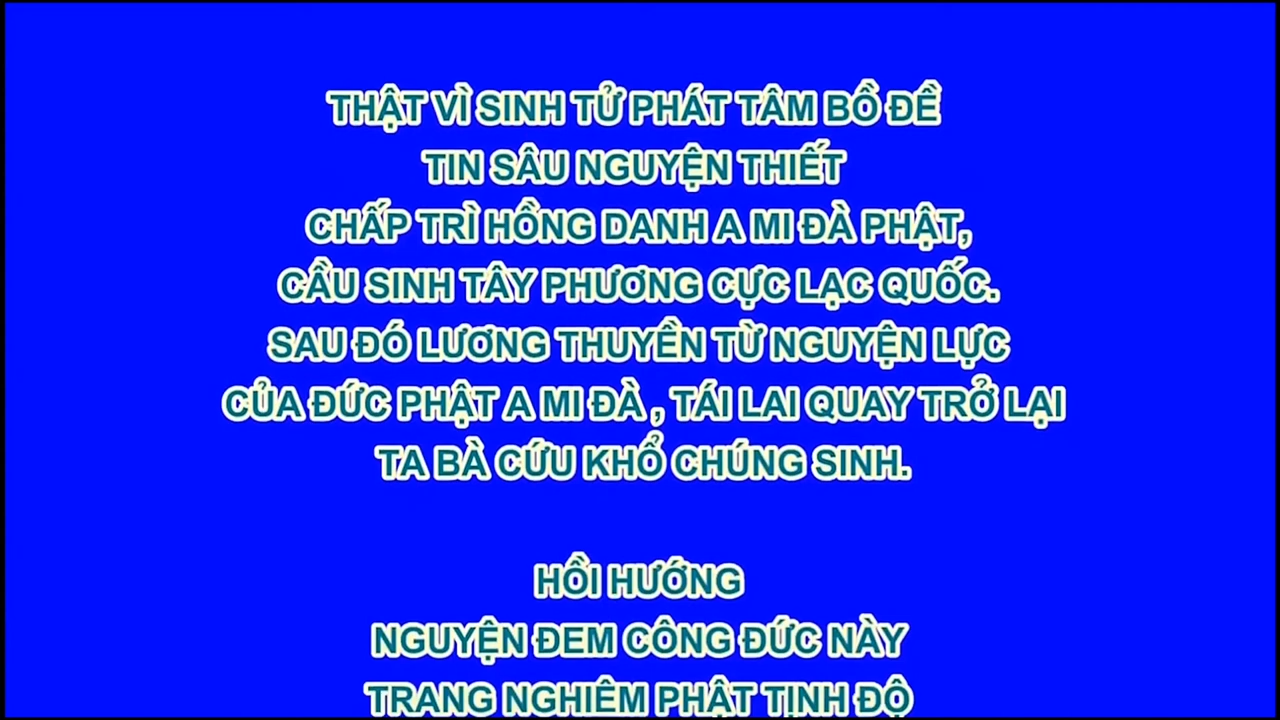 THẬT VÌ SINH TỬ PHÁT TÂM BỒ ĐỀ
TIN SÂU NGUYỆN THIẾT
CHẤP TRÌ HỒNG DANH A MI ĐÀ PHẬT,
CẦU SINH TÂY PHƯƠNG CỰC LẠC QUỐC.
SAU ĐÓ LƯƠNG THUYỀN TỪ NGUYỆN LỰC
CỦA ĐỨC PHẬT A MI ĐÀ , TÁI LAI QUAY TRỞ LẠI
TA BÀ CỨU KHỔ CHÚNG SINH.
HỒI HƯỚNG
NGUYỆN ĐEM CÔNG ĐỨC NÀY
TRANG NGHIÊM PHẬT TỊNH ĐỘ